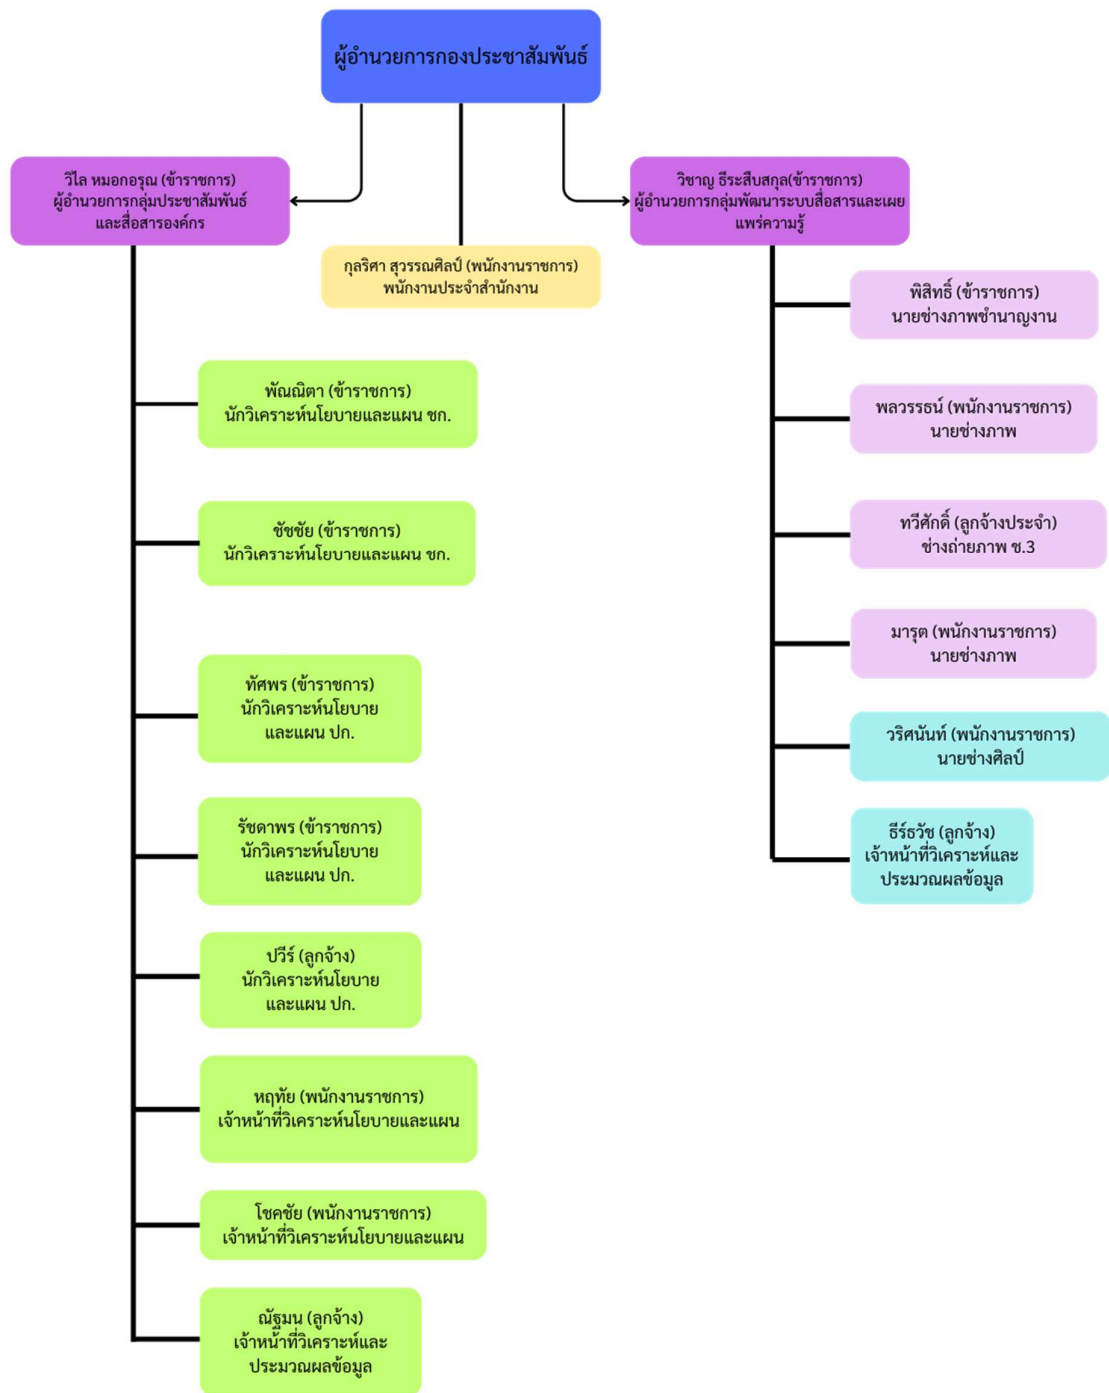 ผู้อำนวยการกองประชาสัมพันธ์
วิไล หมอกอรุณ (ข้าราชการ)
ผู้อำนวยการกลุ่มประชาสัมพันธ์
และสื่อสารองค์กร
วิชาญ ธีระสืบสกุล(ข้าราชการ)
ผู้อำนวยการกลุ่มพัฒนาระบบสื่อสารและเผย
แพร่ความรู้
กุลริศา สุวรรณศิลป์ (พนักงานราชการ)
พนักงานประจำสำนักงาน
พัณณิตา (ข้าราชการ)
นักวิเคราะห์นโยบายและแผน ชก.
ชัชชัย (ข้าราชการ)
นักวิเคราะห์นโยบายและแผน ชก.
ทัศพร (ข้าราชการ)
นักวิเคราะห์นโยบาย
และแผน ปก.
รัชดาพร (ข้าราชการ)
นักวิเคราะห์นโยบาย
และแผน ปก.
ปวีร์ (ลูกจ้าง)
นักวิเคราะห์นโยบาย
และแผน ปก.
หฤทัย (พนักงานราชการ)
เจ้าหน้าที่วิเคราะห์นโยบายและแผน
โชคชัย (พนักงานราชการ)
เจ้าหน้าที่วิเคราะห์นโยบายและแผน
ณัฐมน (ลูกจ้าง)
เจ้าหน้าที่วิเคราะห์และ
ประมวณผลข้อมูล
พิสิทธิ์ (ข้าราชการ)
นายช่างภาพชำนาญงาน
พลวรรธน์ (พนักงานราชการ)
นายช่างภาพ
ทวีศักดิ์ (ลูกจ้างประจำ)
ช่างถ่ายภาพ ช.3
มารุต (พนักงานราชการ)
นายช่างภาพ
วริศนันท์ (พนักงานราชการ)
นายช่างศิลป์
ธีร์ธวัช (ลูกจ้าง)
เจ้าหน้าที่วิเคราะห์และ
ประมวณผลข้อมูล